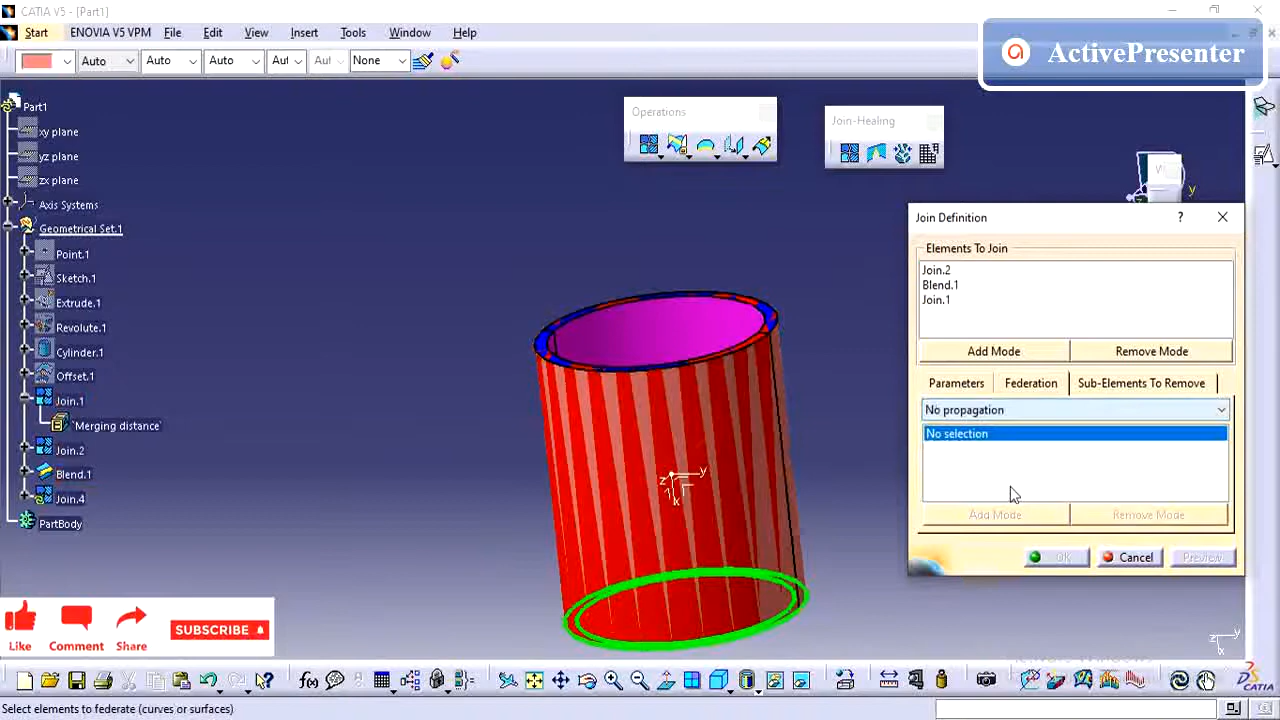 CATIA V5 - [Part1]
Start ENOVIA V5 VPM File Edit View Insert Tools Window Help
ActivePresenter
Auto Auto Auto Aut Aut None
Part1
xy plane
yz plane
zx plane
Axis Systems
Geometrical Set.1
Point.1
Sketch.1
Extrude.1
Revolute.1
Cylinder.1
Offset.1
Join.1
'Merging distance'
Join.2
Blend.1
Join.4
PartBody
Operations
Join-Healing
y
Join Definition
? ×
Elements To Join
Join.2
Blend.1
Join.1
Add Mode Remove Mode
Parameters Federation Sub-Elements To Remove
No propagation
No selection
Add Mode Remove Mode
OK Cancel Preview
z y x
Like Comment Share SUBSCRIBE
z y x
f(x)
CATIA
Select elements to federate (curves or surfaces)